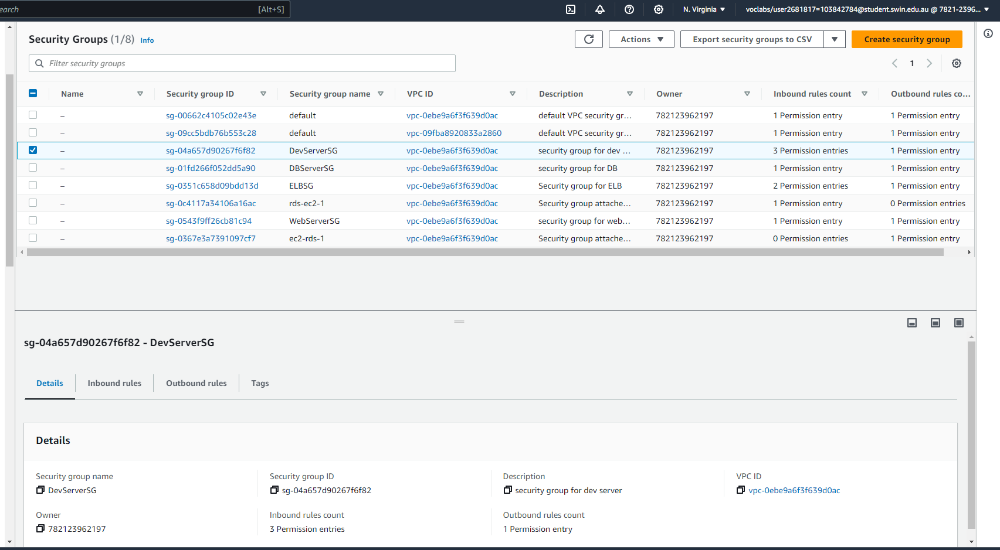 earch [Alt+S] N. Virginia voclabs/user2681817=103842784@student.swin.edu.au @ 7821-2396...
Security Groups (1/8) Info Actions Export security groups to CSV Create security group
Filter security groups 1
Name Security group ID Security group name VPC ID Description Owner Inbound rules count Outbound rules co...
– sg-00662c4105c02e43e default vpc-0ebe9a6f3f639d0ac default VPC security gr... 782123962197 1 Permission entry 1 Permission entry
– sg-09cc5bdb76b553c28 default vpc-09fba8920833a2860 default VPC security gr... 782123962197 1 Permission entry 1 Permission entry
– sg-04a657d90267f6f82 DevServerSG vpc-0ebe9a6f3f639d0ac security group for dev ... 782123962197 3 Permission entries 1 Permission entry
– sg-01fd266f052dd5a90 DBServerSG vpc-0ebe9a6f3f639d0ac security group for DB 782123962197 1 Permission entry 1 Permission entry
– sg-0351c658d09bdd13d ELBSG vpc-0ebe9a6f3f639d0ac Security group for ELB 782123962197 2 Permission entries 1 Permission entry
– sg-0c4117a34106a16ac rds-ec2-1 vpc-0ebe9a6f3f639d0ac Security group attache... 782123962197 1 Permission entry 0 Permission entries
– sg-0543f9ff26cb81c94 WebServerSG vpc-0ebe9a6f3f639d0ac security group for web... 782123962197 1 Permission entry 1 Permission entry
– sg-0367e3a7391097cf7 ec2-rds-1 vpc-0ebe9a6f3f639d0ac Security group attache... 782123962197 0 Permission entries 1 Permission entry
sg-04a657d90267f6f82 - DevServerSG
Details Inbound rules Outbound rules Tags
Details
Security group name Security group ID Description VPC ID
DevServerSG sg-04a657d90267f6f82 security group for dev server vpc-0ebe9a6f3f639d0ac
Owner Inbound rules count Outbound rules count
782123962197 3 Permission entries 1 Permission entry